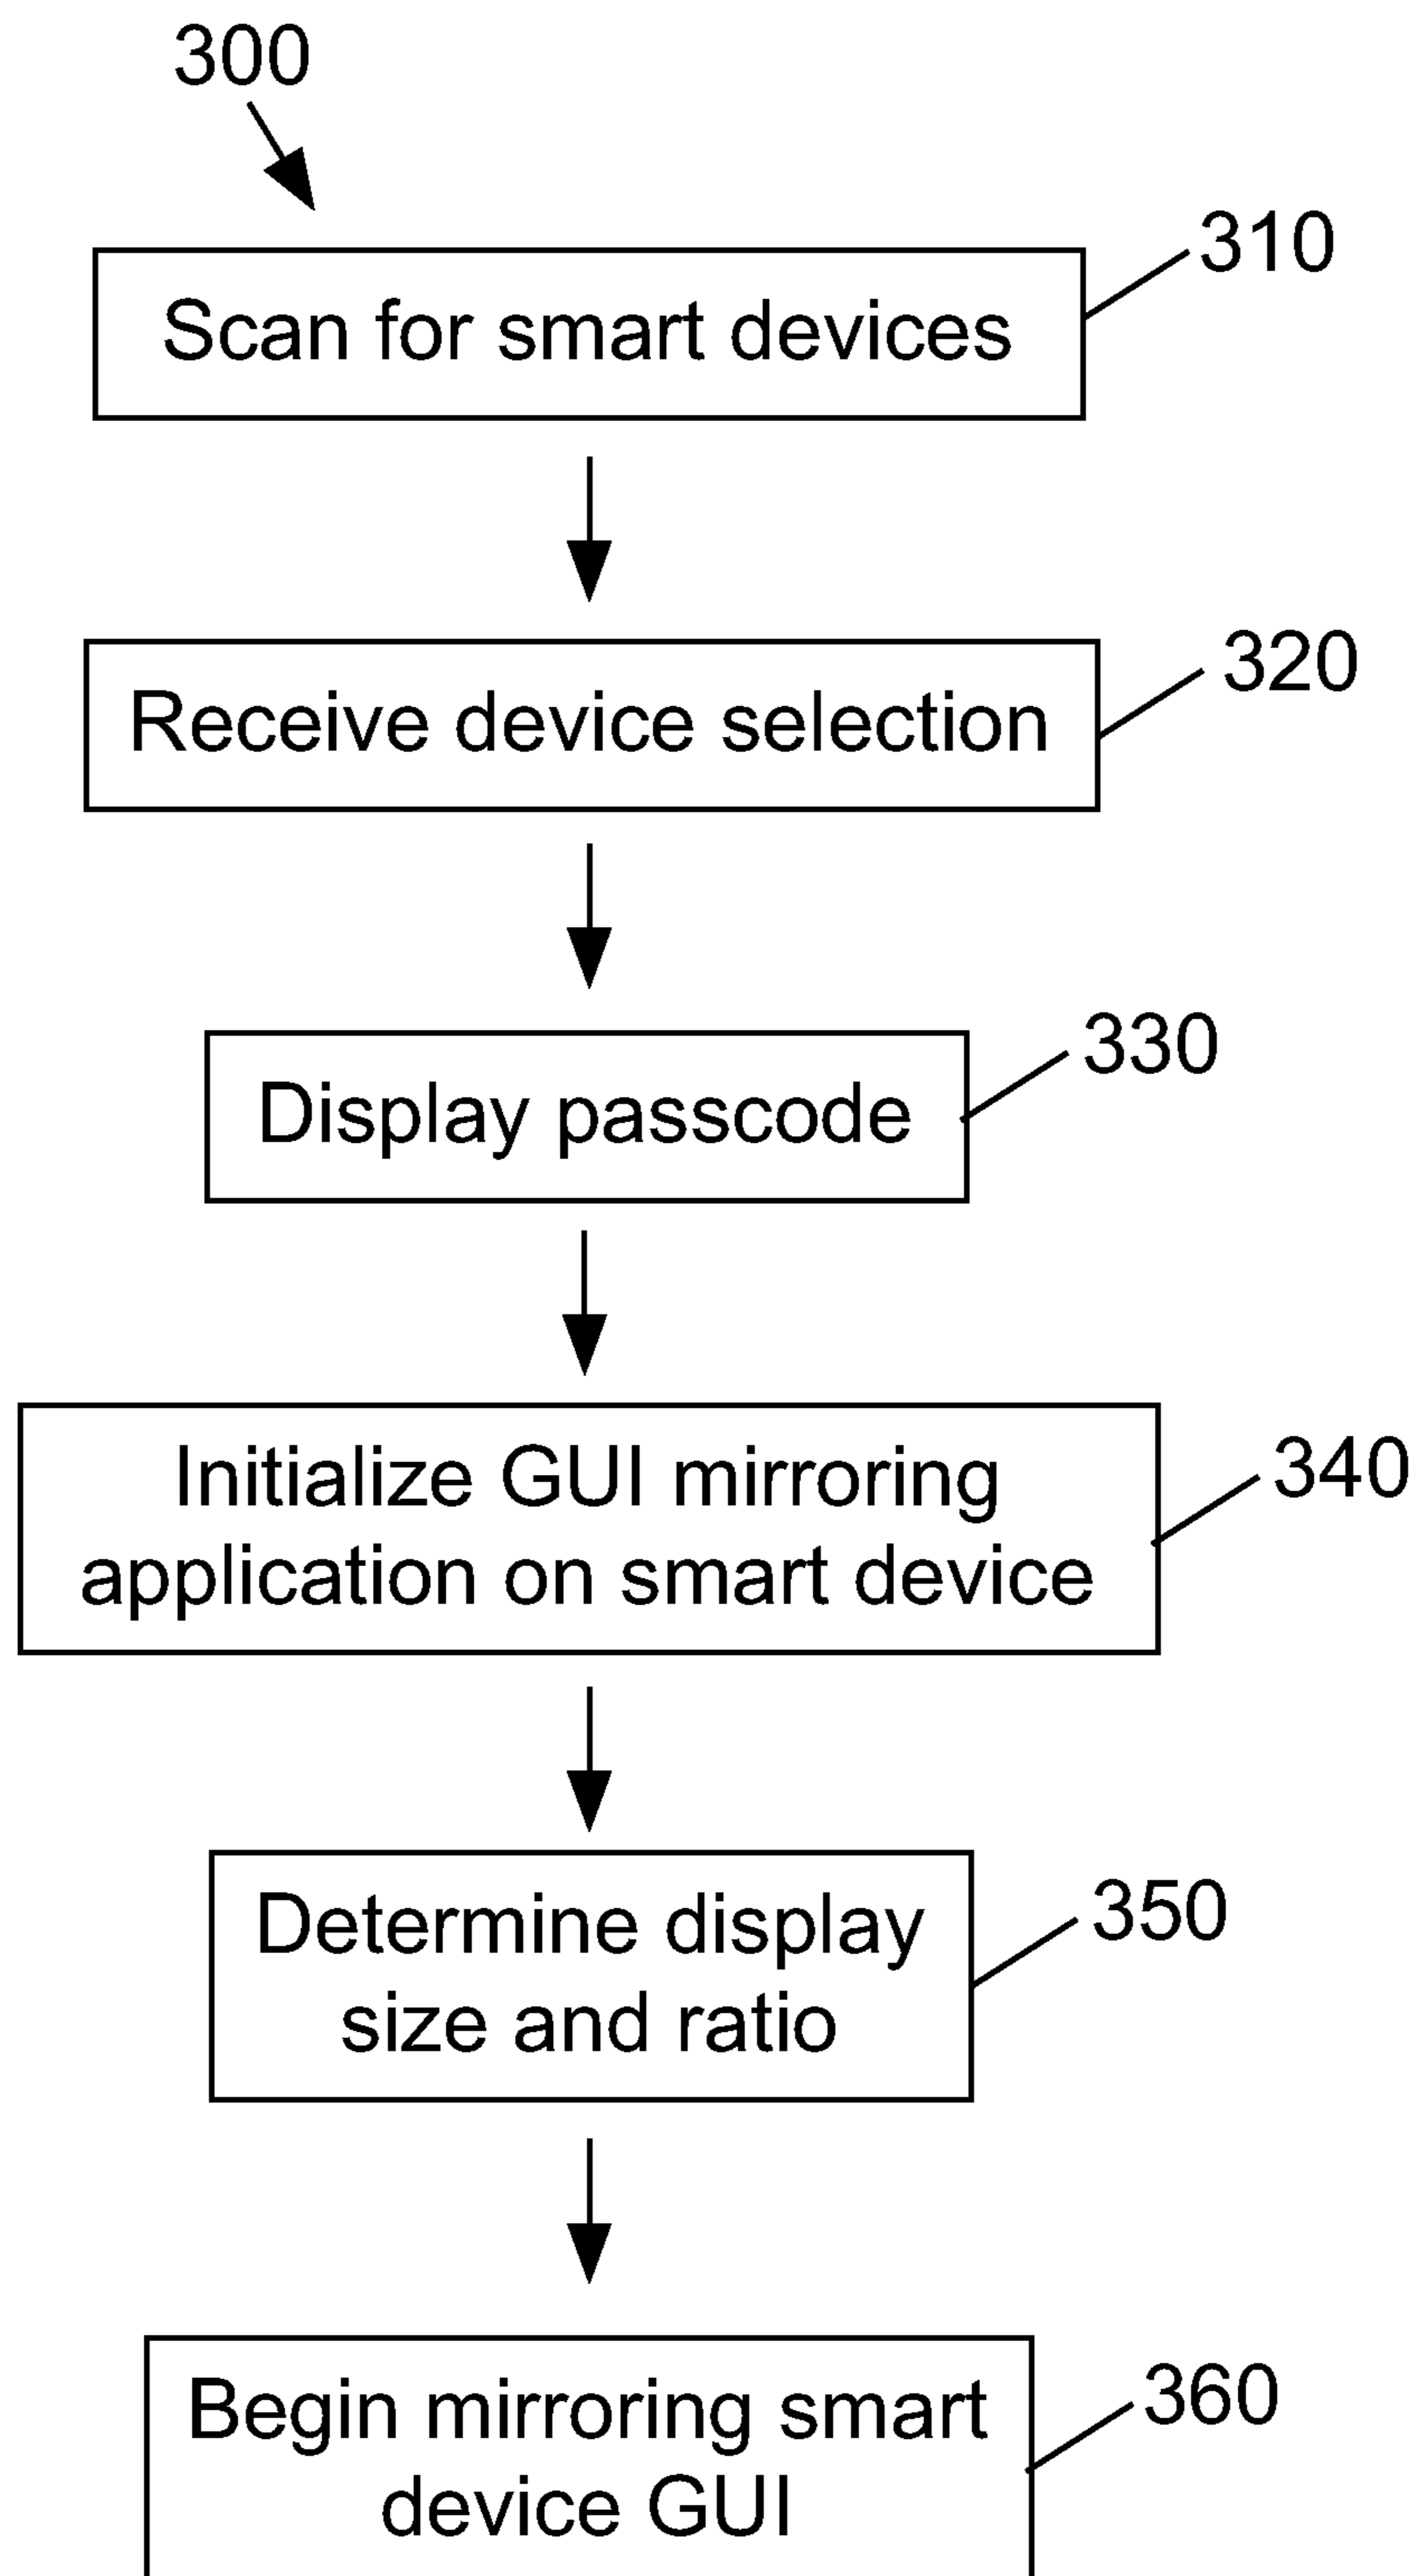 300
310
Scan for smart devices
320
Receive device selection
330
Display passcode
340
Initialize GUI mirroring
application on smart device
350
Determine display
size and ratio
360
Begin mirroring smart
device GUI